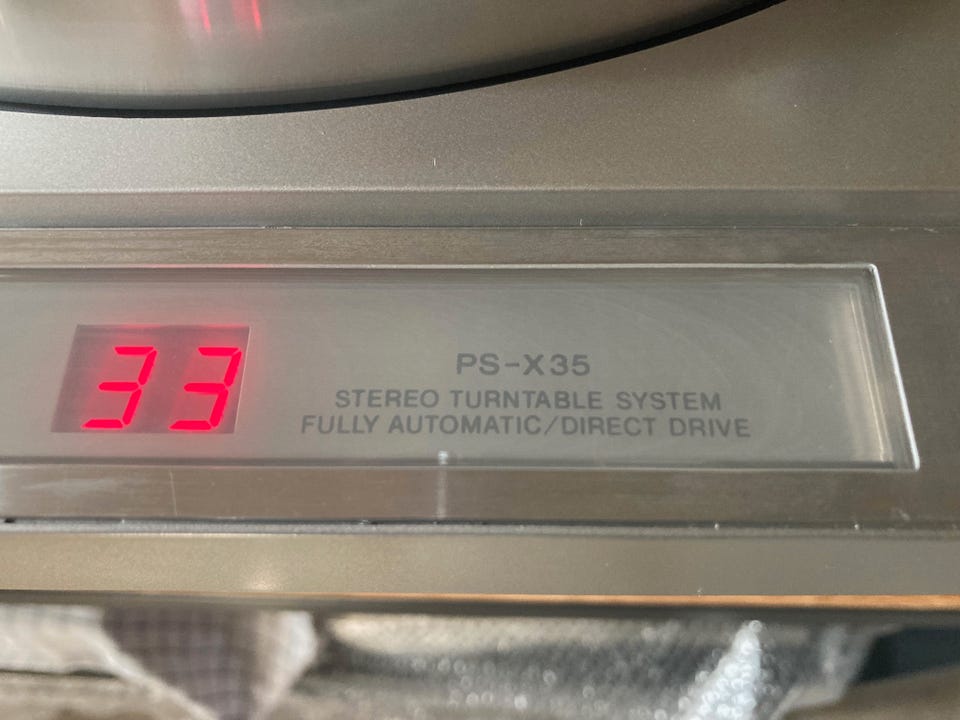 33
PS-X35
STEREO TURNTABLE SYSTEM
FULLY AUTOMATIC/DIRECT DRIVE